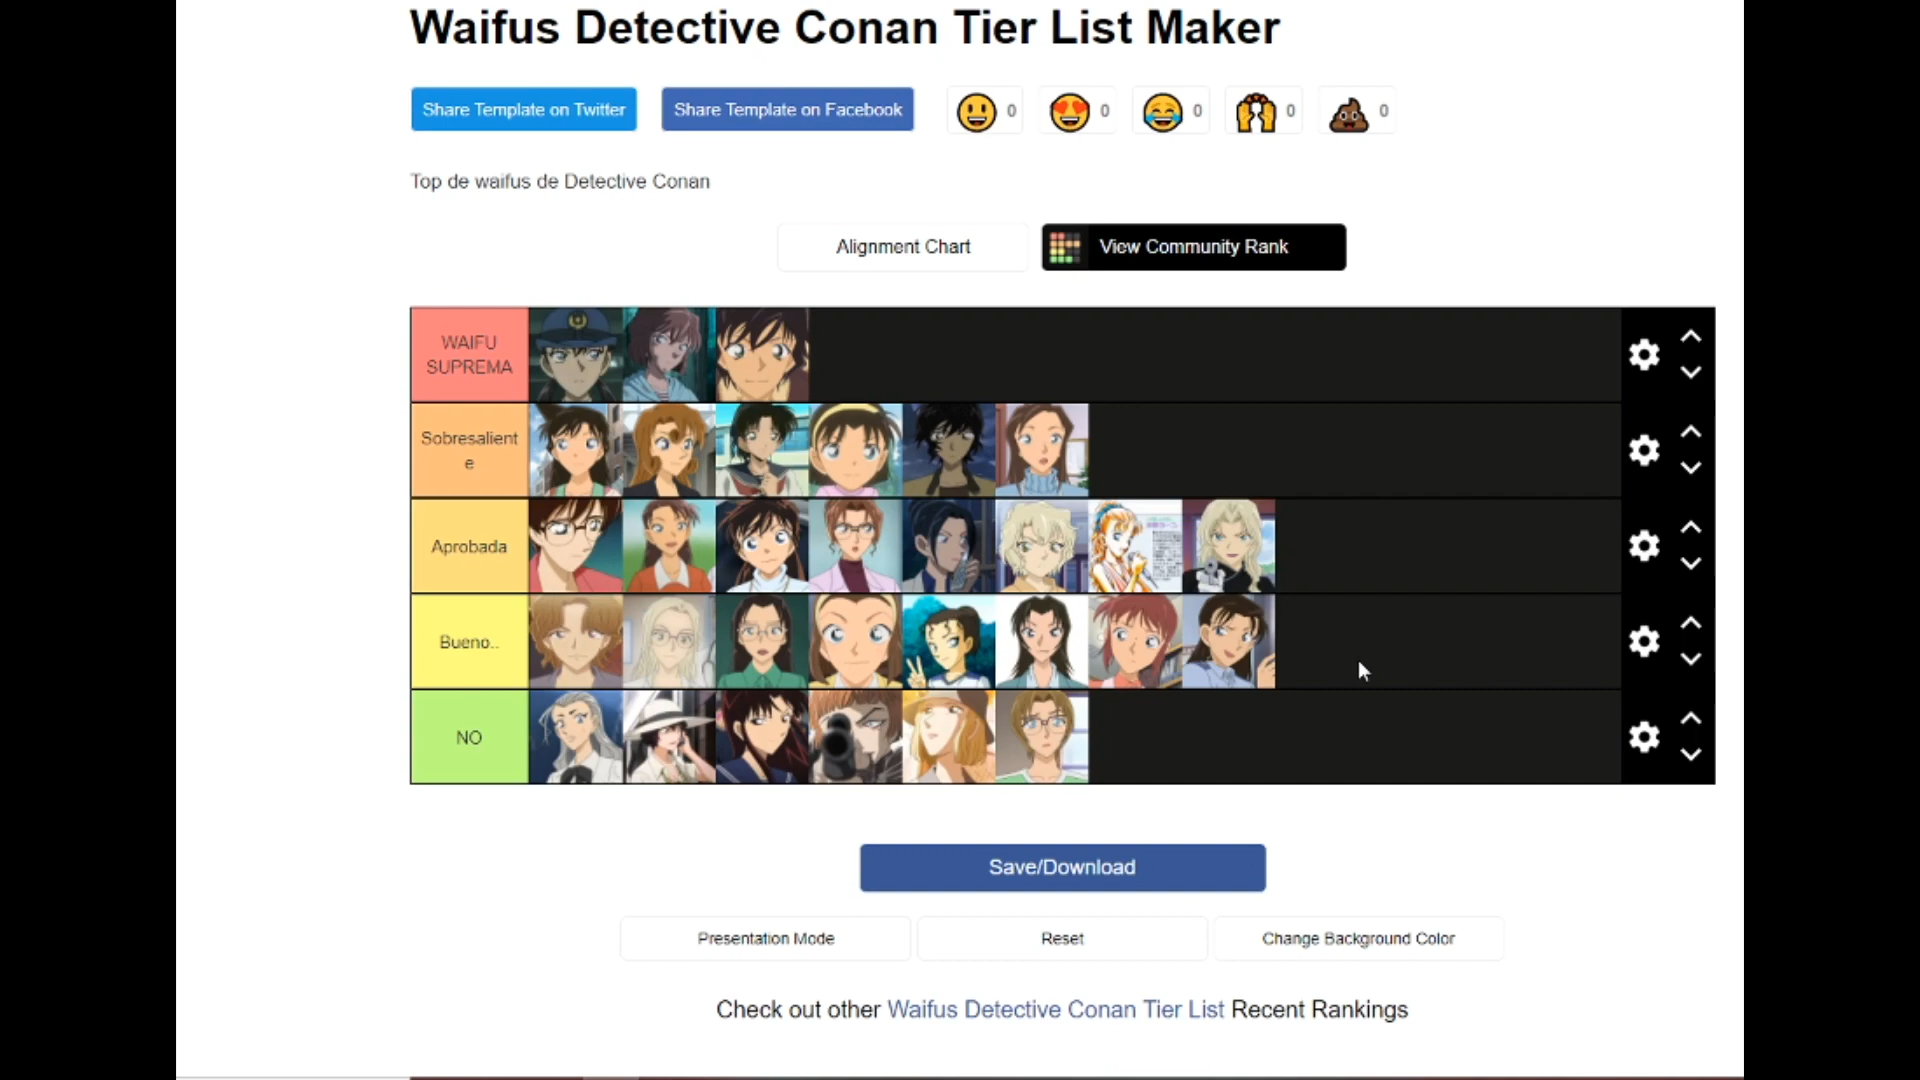 Waifus Detective Conan Tier List Maker
Share Template on Twitter
Share Template on Facebook
0
0
0
0
0
Top de waifus de Detective Conan
Alignment Chart
View Community Rank
WAIFU
SUPREMA
Sobresalient
e
Aprobada
Bueno..
NO
Save/Download
Presentation Mode
Reset
Change Background Color
Check out other Waifus Detective Conan Tier List Recent Rankings